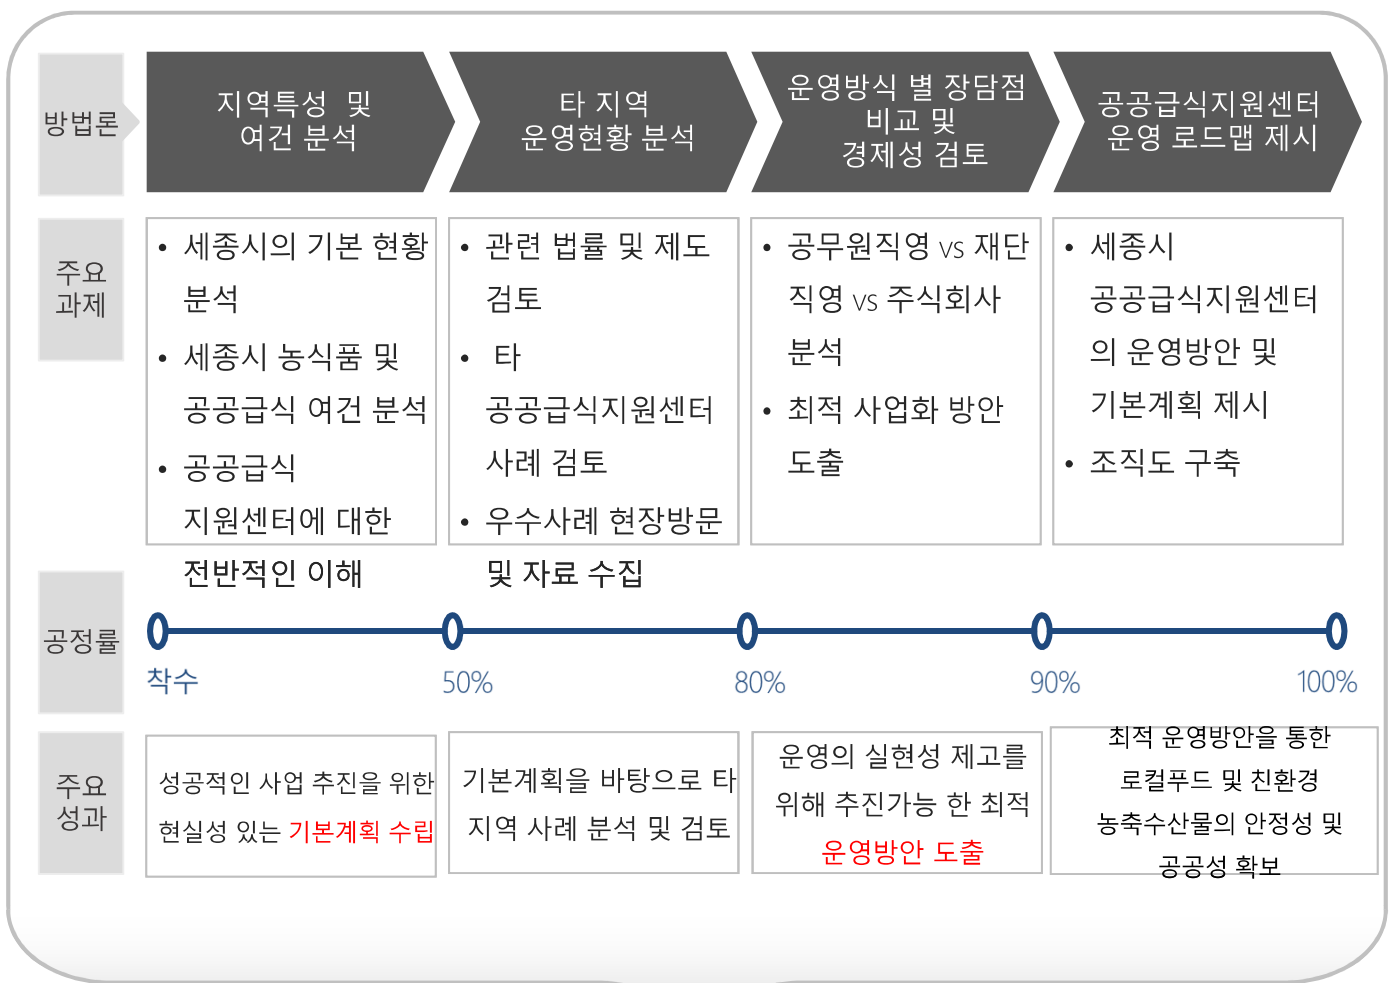 방법론
지역특성 및
여건 분석
타 지역
운영현황 분석
운영방식 별 장담점
비교 및
경제성 검토
공공급식지원센터
운영 로드맵 제시
주요
과제
• 세종시의 기본 현황
분석
• 세종시 농식품 및
공공급식 여건 분석
• 공공급식
지원센터에 대한
전반적인 이해
• 관련 법률 및 제도
검토
• 타
공공급식지원센터
사례 검토
• 우수사례 현장방문
및 자료 수집
• 공무원직영 VS 재단
직영 VS 주식회사
분석
• 최적 사업화 방안
도출
• 세종시
공공급식지원센터
의 운영방안 및
기본계획 제시
• 조직도 구축
공정률
착수
50%
80%
90%
100%
주요
성과
성공적인 사업 추진을 위한
현실성 있는 기본계획 수립
기본계획을 바탕으로 타
지역 사례 분석 및 검토
운영의 실현성 제고를
위해 추진가능 한 최적
운영방안 도출
최적 운영방안을 통한
로컬푸드 및 친환경
농축수산물의 안정성 및
공공성 확보